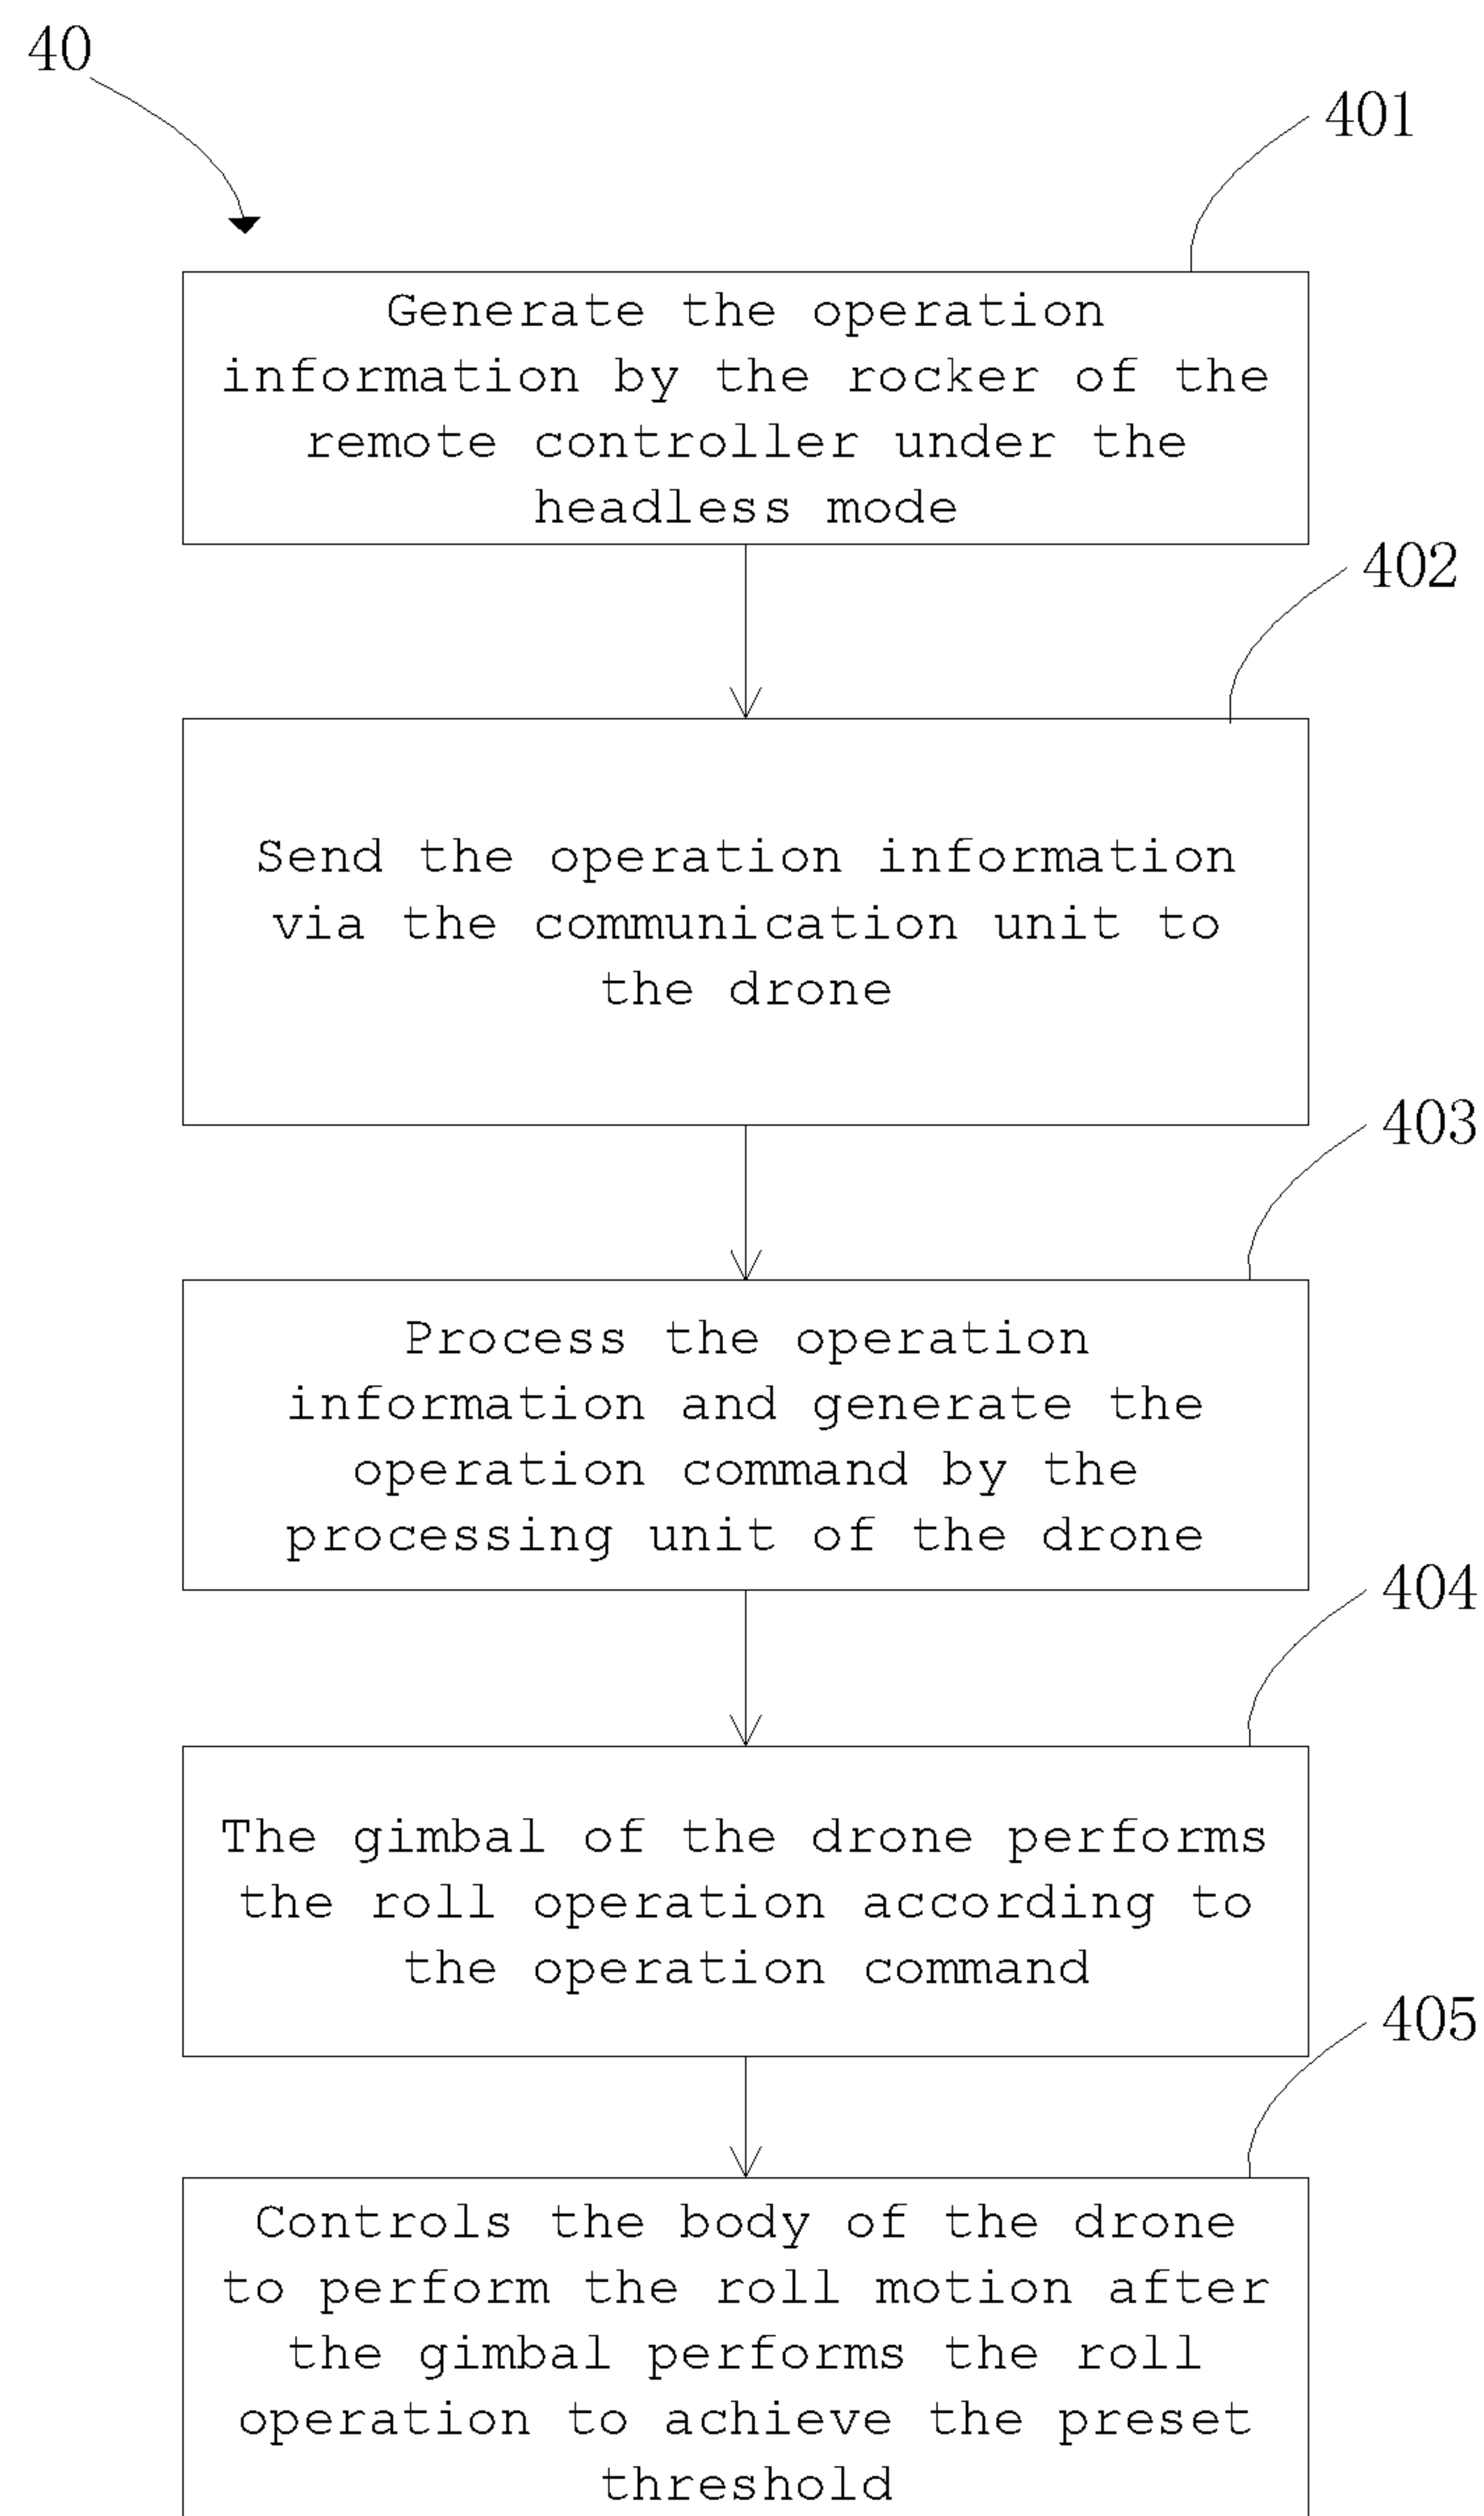 40
401
Generate the operation
information by the rocker of the
remote controller under the
headless mode
402
Send the operation information
via the communication unit to
the drone
403
Process the operation
information and generate the
operation command by the
processing unit of the drone
404
The gimbal of the drone performs
the roll operation according to
the operation command
405
Controls the body of the drone
to perform the roll motion after
the gimbal performs the roll
operation to achieve the preset
threshold